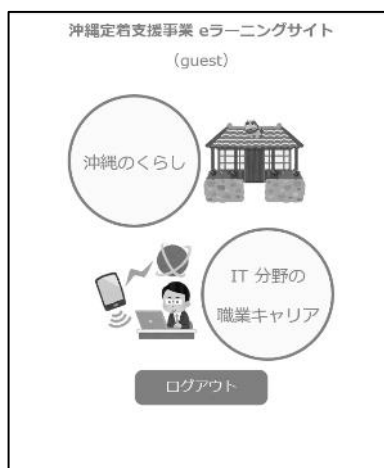 沖縄定着支援事業 eラーニングサイト
（guest）
沖縄のくらし
IT 分野の
職業キャリア
ログアウト